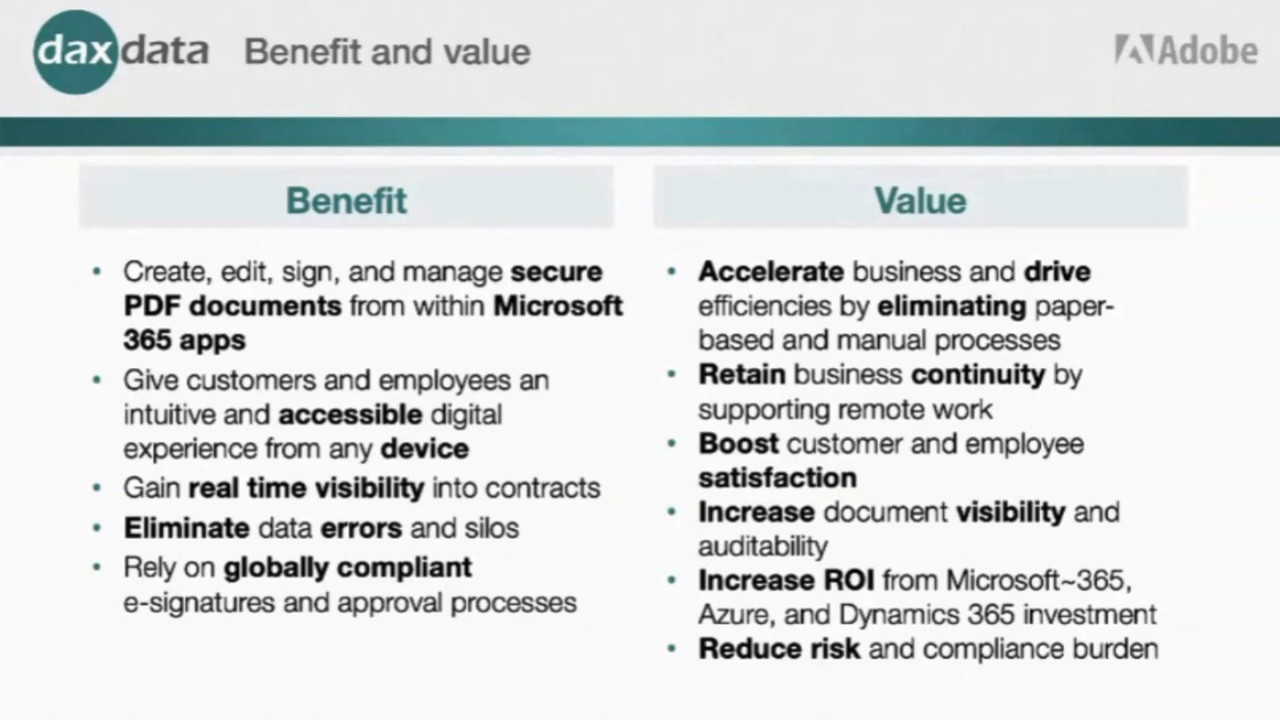 daxdata
Benefit and value
Adobe
Benefit
• Create, edit, sign, and manage secure
PDF documents from within Microsoft
365 apps
• Give customers and employees an
intuitive and accessible digital
experience from any device
• Gain real time visibility into contracts
• Eliminate data errors and silos
• Rely on globally compliant
e-signatures and approval processes
Value
• Accelerate business and drive
efficiencies by eliminating paper-
based and manual processes
• Retain business continuity by
supporting remote work
• Boost customer and employee
satisfaction
• Increase document visibility and
auditability
• Increase ROI from Microsoft~365,
Azure, and Dynamics 365 investment
• Reduce risk and compliance burden